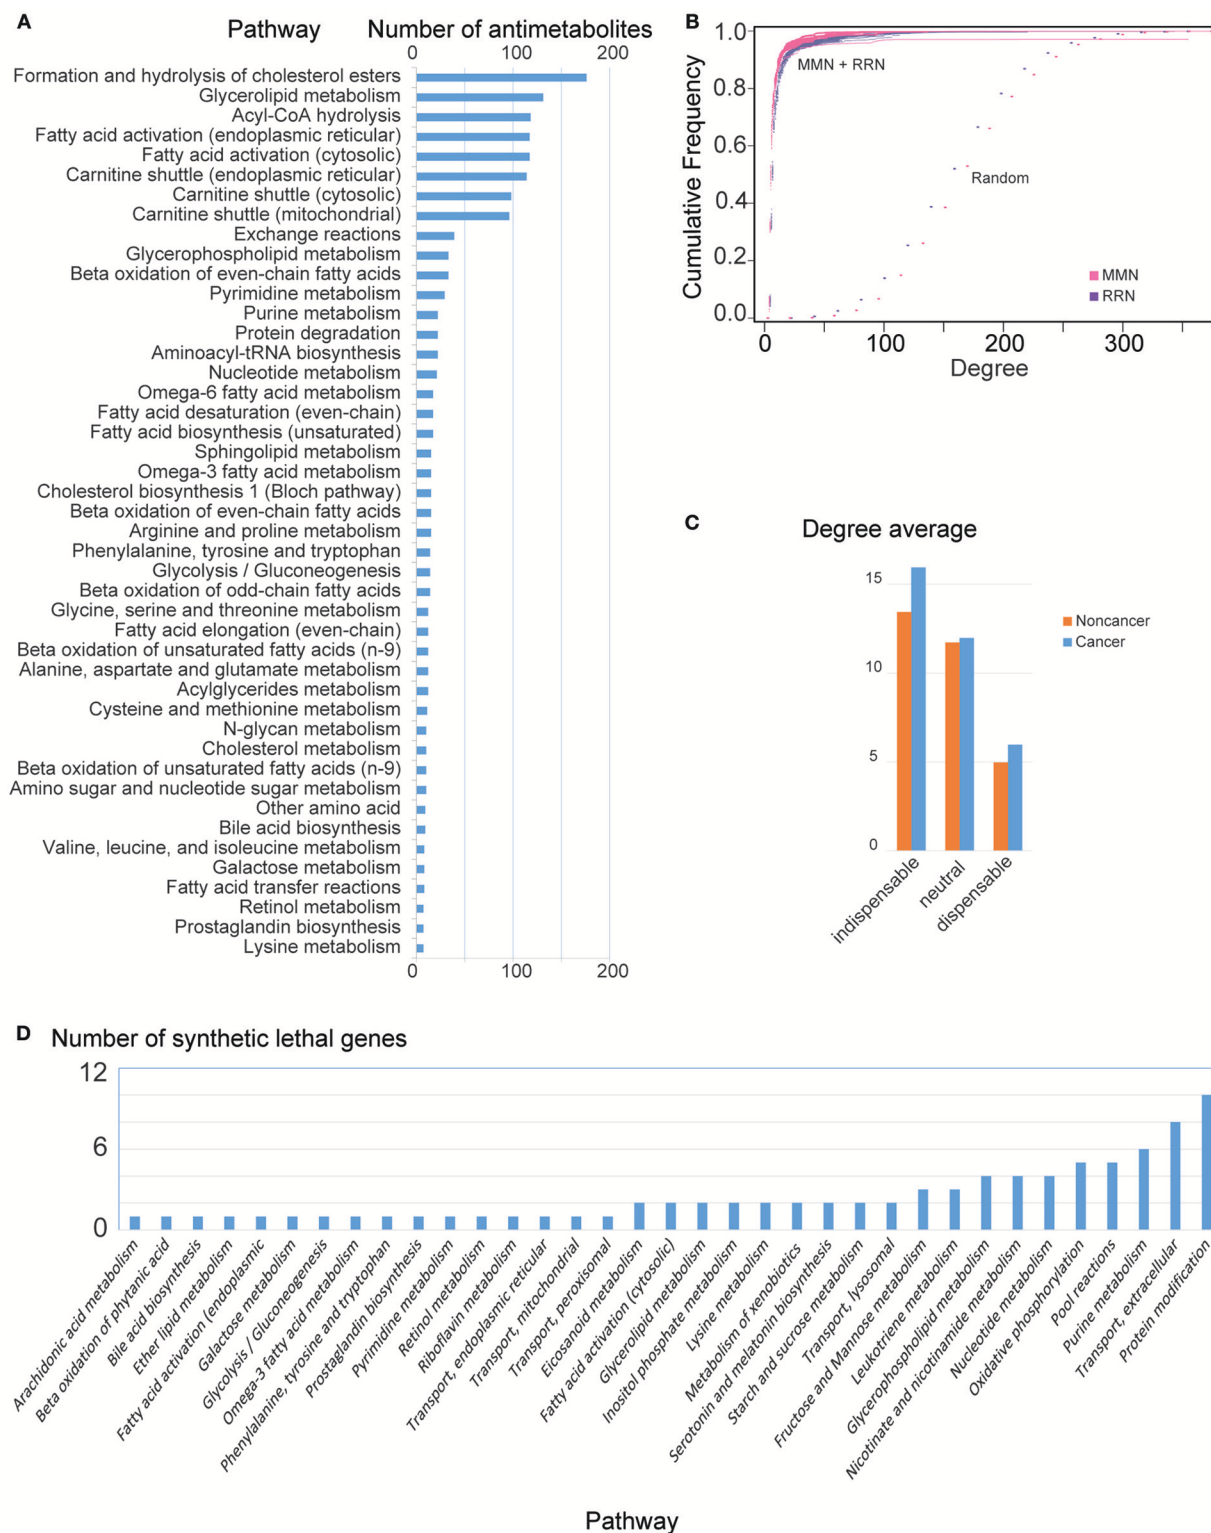 A
Pathway
Number of antimetabolites
0 100 200
Formation and hydrolysis of cholesterol esters
Glycerolipid metabolism
Acyl-CoA hydrolysis
Fatty acid activation (endoplasmic reticular)
Fatty acid activation (cytosolic)
Carnitine shuttle (endoplasmic reticular)
Carnitine shuttle (cytosolic)
Carnitine shuttle (mitochondrial)
Exchange reactions
Glycerophospholipid metabolism
Beta oxidation of even-chain fatty acids
Pyrimidine metabolism
Purine metabolism
Protein degradation
Aminoacyl-tRNA biosynthesis
Nucleotide metabolism
Omega-6 fatty acid metabolism
Fatty acid desaturation (even-chain)
Fatty acid biosynthesis (unsaturated)
Sphingolipid metabolism
Omega-3 fatty acid metabolism
Cholesterol biosynthesis 1 (Bloch pathway)
Beta oxidation of even-chain fatty acids
Arginine and proline metabolism
Phenylalanine, tyrosine and tryptophan
Glycolysis / Gluconeogenesis
Beta oxidation of odd-chain fatty acids
Glycine, serine and threonine metabolism
Fatty acid elongation (even-chain)
Beta oxidation of unsaturated fatty acids (n-9)
Alanine, aspartate and glutamate metabolism
Acylglycerides metabolism
Cysteine and methionine metabolism
N-glycan metabolism
Cholesterol metabolism
Beta oxidation of unsaturated fatty acids (n-9)
Amino sugar and nucleotide sugar metabolism
Other amino acid
Bile acid biosynthesis
Valine, leucine, and isoleucine metabolism
Galactose metabolism
Fatty acid transfer reactions
Retinol metabolism
Prostaglandin biosynthesis
Lysine metabolism
0 100 200
B
Cumulative Frequency
1.0
0.8
0.6
0.4
0.2
0.0
MMN + RRN
Random
MMN
RRN
0 100 200 300
Degree
C
Degree average
15
10
5
0
Noncancer
Cancer
indispensable
neutral
dispensable
D
Number of synthetic lethal genes
12
6
0
Arachidonic acid metabolism
Beta oxidation of phytanic acid
Bile acid biosynthesis
Ether lipid metabolism
Fatty acid activation (endoplasmic)
Galactose metabolism
Glycolysis / Gluconeogenesis
Omega-3 fatty acid metabolism
Phenylalanine, tyrosine and tryptophan
Prostaglandin biosynthesis
Pyrimidine metabolism
Retinol metabolism
Riboflavin metabolism
Transport, endoplasmic reticular
Transport, mitochondrial
Transport, peroxisomal
Eicosanoid metabolism
Fatty acid activation (cytosolic)
Glycerolipid metabolism
Inositol phosphate metabolism
Lysine metabolism
Metabolism of xenobiotics
Serotonin and melatonin biosynthesis
Starch and sucrose metabolism
Transport, lysosomal
Fructose and Mannose metabolism
Leukotriene metabolism
Glycerophospholipid metabolism
Nicotinate and nicotinamide metabolism
Nucleotide metabolism
Oxidative phosphorylation
Pool reactions
Purine metabolism
Transport, extracellular
Protein modification
Pathway